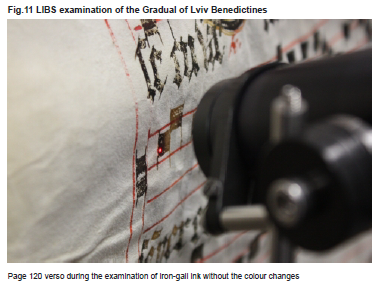 Fig.11 LIBS examination of the Gradual of Lviv Benedictines
Page 120 verso during the examination of iron-gall ink without the colour changes